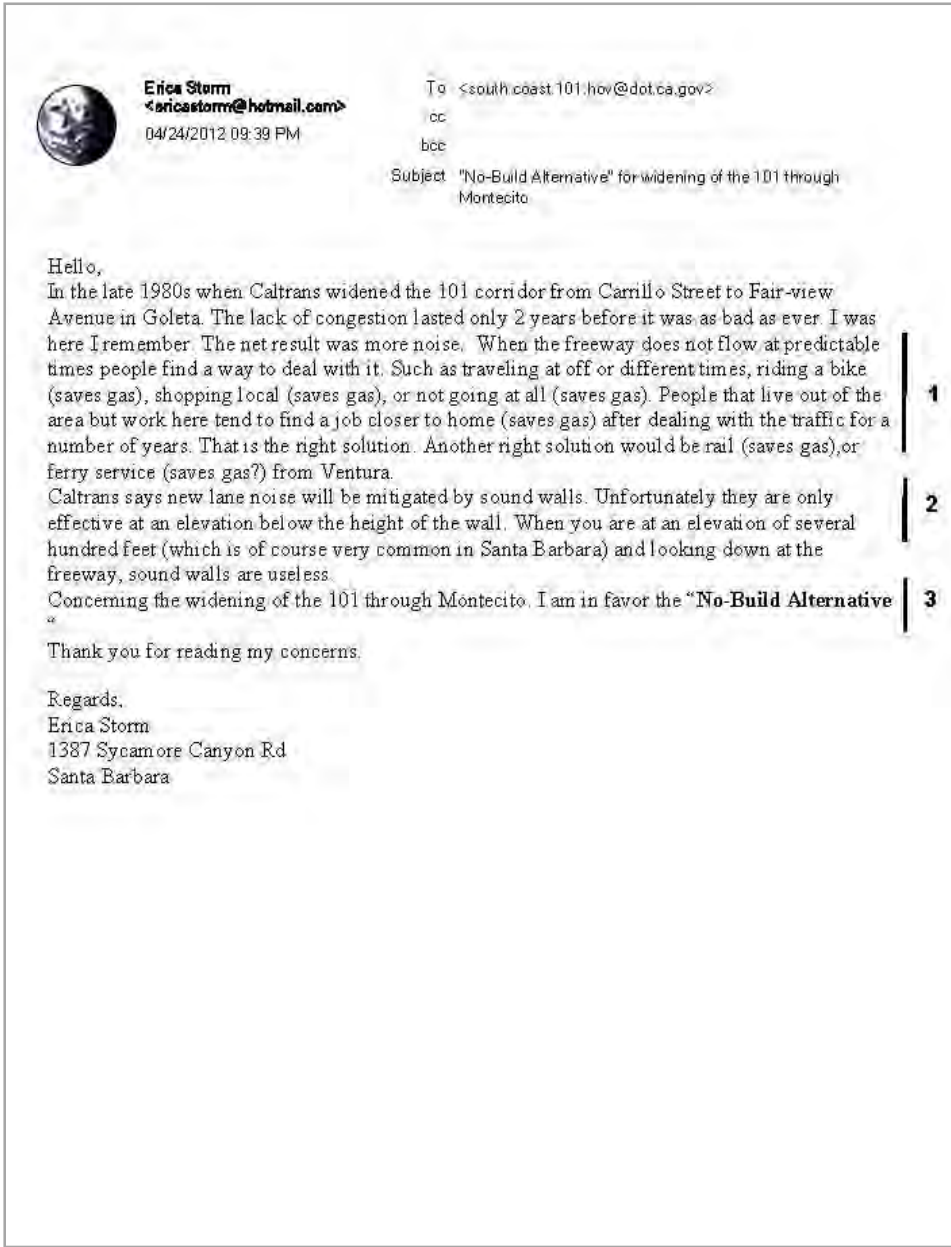 Erica Storm
<ericastorm@hotmail.com>
04/24/2012 09:39 PM
To <south.coast.101.hov@dot.ca.gov>
cc
bcc
Subject "No-Build Alternative" for widening of the 101 through
Montecito
Hello,
In the late 1980s when Caltrans widened the 101 corridor from Carrillo Street to Fair-view
Avenue in Goleta. The lack of congestion lasted only 2 years before it was as bad as ever. I was
here I remember. The net result was more noise. When the freeway does not flow at predictable
times people find a way to deal with it. Such as traveling at off or different times, riding a bike
(saves gas), shopping local (saves gas), or not going at all (saves gas). People that live out of the
area but work here tend to find a job closer to home (saves gas) after dealing with the traffic for a
number of years. That is the right solution. Another right solution would be rail (saves gas),or
ferry service (saves gas?) from Ventura.
1
Caltrans says new lane noise will be mitigated by sound walls. Unfortunately they are only
effective at an elevation below the height of the wall. When you are at an elevation of several
hundred feet (which is of course very common in Santa Barbara) and looking down at the
freeway, sound walls are useless.
2
Concerning the widening of the 101 through Montecito. I am in favor the “No-Build Alternative
“
3
Thank you for reading my concerns.
Regards,
Erica Storm
1387 Sycamore Canyon Rd
Santa Barbara